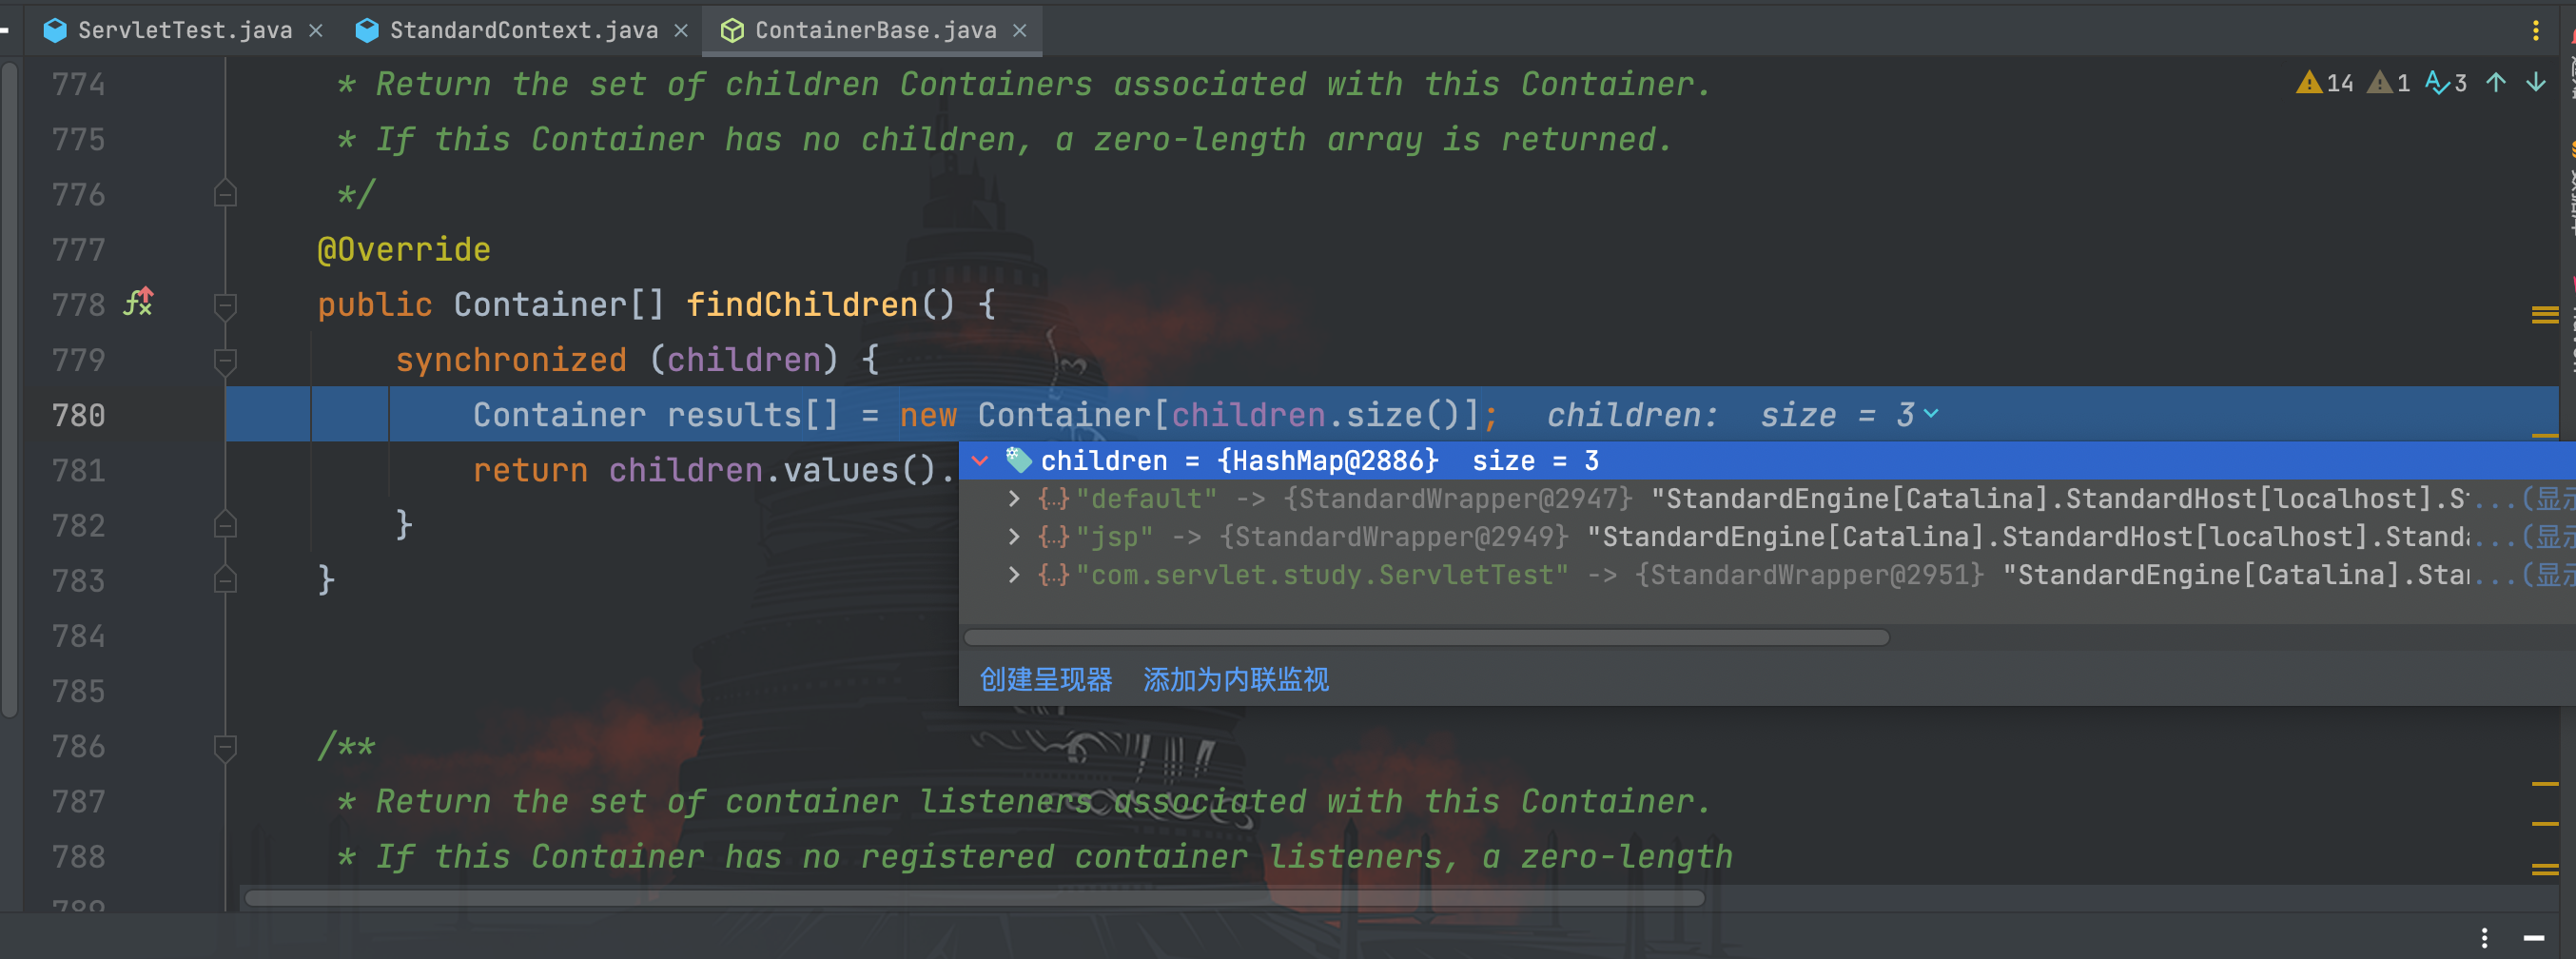 ServletTest.java StandardContext.java ContainerBase.java
774 * Return the set of children Containers associated with this Container. 14 1 3
775 * If this Container has no children, a zero-length array is returned.
776 */
777 @Override
778 public Container[] findChildren() {
779 synchronized (children) {
780 Container results[] = new Container[children.size()]; children: size = 3
children = {HashMap@2886} size = 3
781 return children.values().
"default" -> {StandardWrapper@2947} "StandardEngine[Catalina].StandardHost[localhost].St...(显示
782 }
"jsp" -> {StandardWrapper@2949} "StandardEngine[Catalina].StandardHost[localhost].Standa...(显示
"com.servlet.study.ServletTest" -> {StandardWrapper@2951} "StandardEngine[Catalina].Stan...(显示
783 }
784
创建呈现器 添加为内联监视
785
786 /**
787 * Return the set of container listeners associated with this Container.
788 * If this Container has no registered container listeners, a zero-length
789